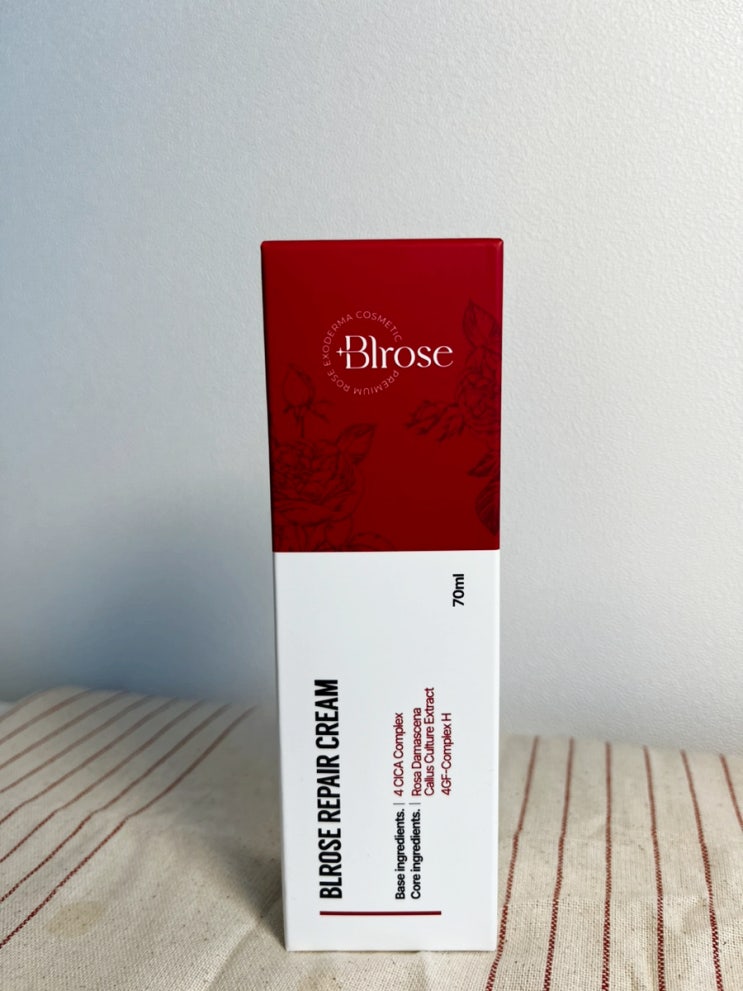 PREMIUM ROSE EXODERMA COSMETIC
Blrose
70ml
BLROSE REPAIR CREAM
Base ingredients. | 4 CICA Complex
Core ingredients. | Rosa Damascena
Callus Culture Extract
4GF-Complex H